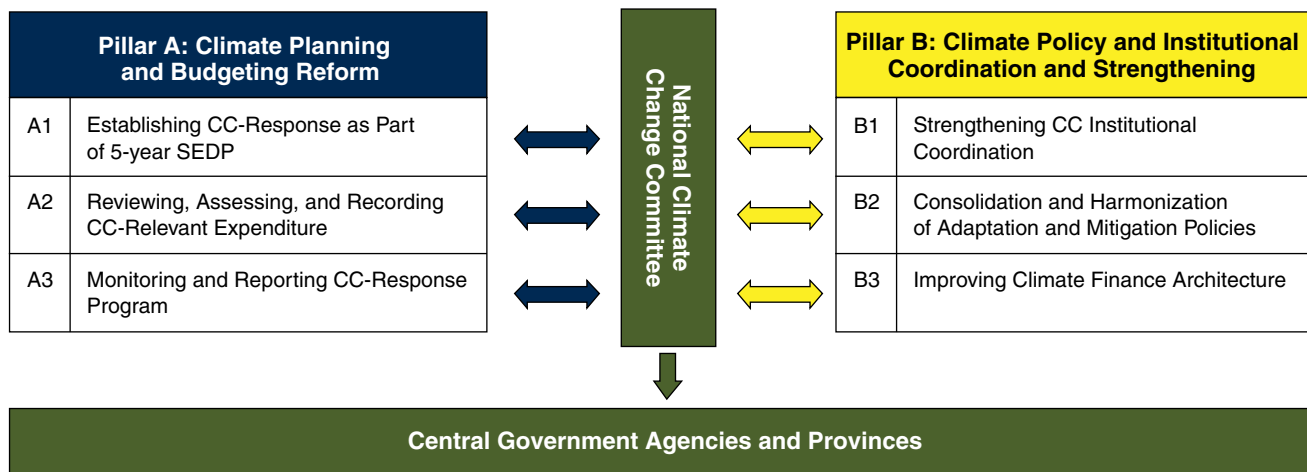 Pillar A: Climate Planning
and Budgeting Reform
A1 Establishing CC-Response as Part
of 5-year SEDP
A2 Reviewing, Assessing, and Recording
CC-Relevant Expenditure
A3 Monitoring and Reporting CC-Response
Program
National Climate
Change Committee
Pillar B: Climate Policy and Institutional
Coordination and Strengthening
B1 Strengthening CC Institutional
Coordination
B2 Consolidation and Harmonization
of Adaptation and Mitigation Policies
B3 Improving Climate Finance Architecture
Central Government Agencies and Provinces